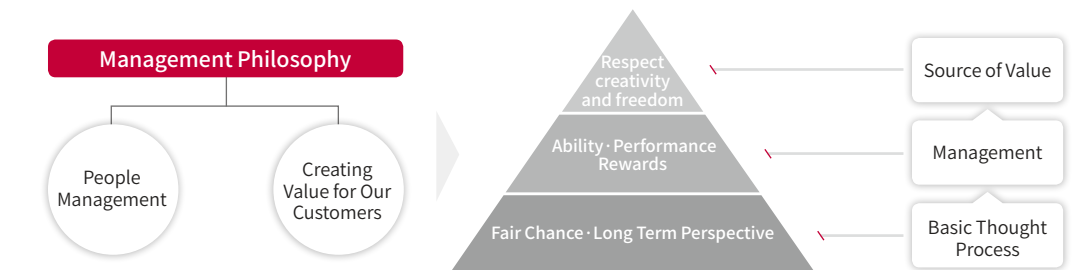 Management Philosophy
People
Management
Creating
Value for Our
Customers
Respect
creativity
and freedom
Ability · Performance
Rewards
Fair Chance · Long Term Perspective
Source of Value
Management
Basic Thought
Process